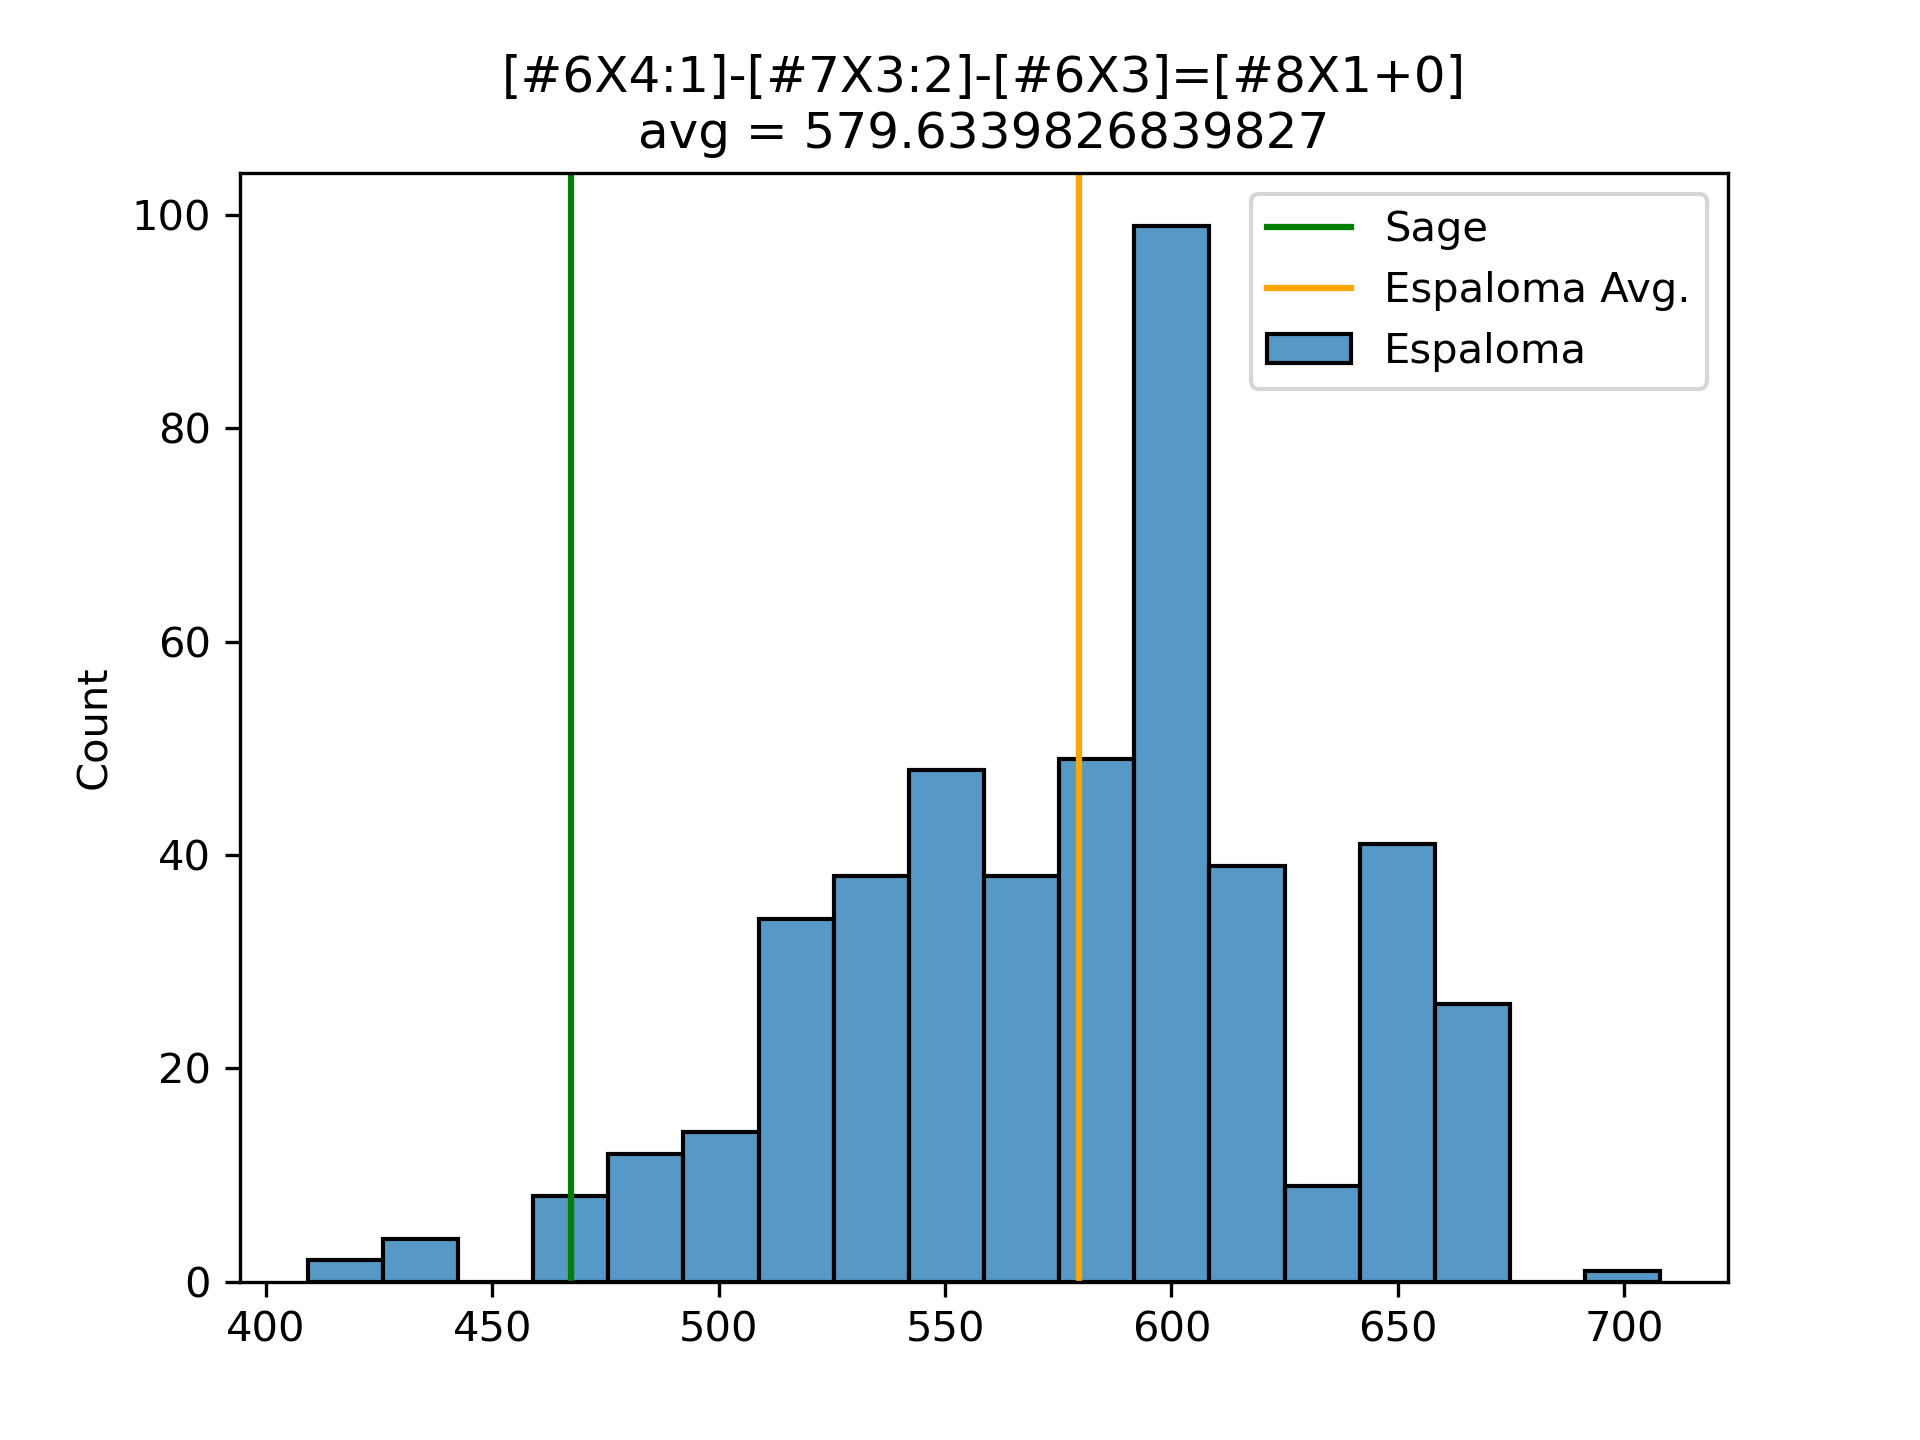 [#6X4:1]-[#7X3:2]-[#6X3]=[#8X1+0]
avg = 579.6339826839827
Sage
Espaloma Avg.
Espaloma
100
80
60
40
20
0
Count
400 450 500 550 600 650 700